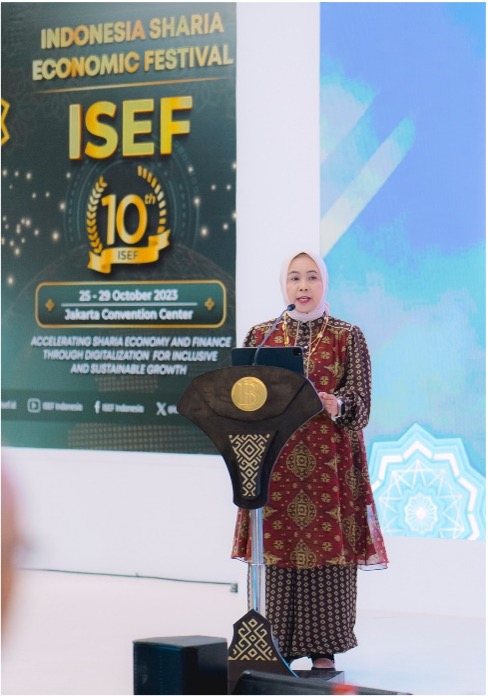 INDONESIA SHARIA
ECONOMIC FESTIVAL
ISEF
10th
ISEF
25 - 29 October 2023
Jakarta Convention Center
ACCELERATING SHARIA ECONOMY AND FINANCE
THROUGH DIGITALIZATION FOR INCLUSIVE
AND SUSTAINABLE GROWTH
ISEF Indonesia
ISEF Indonesia